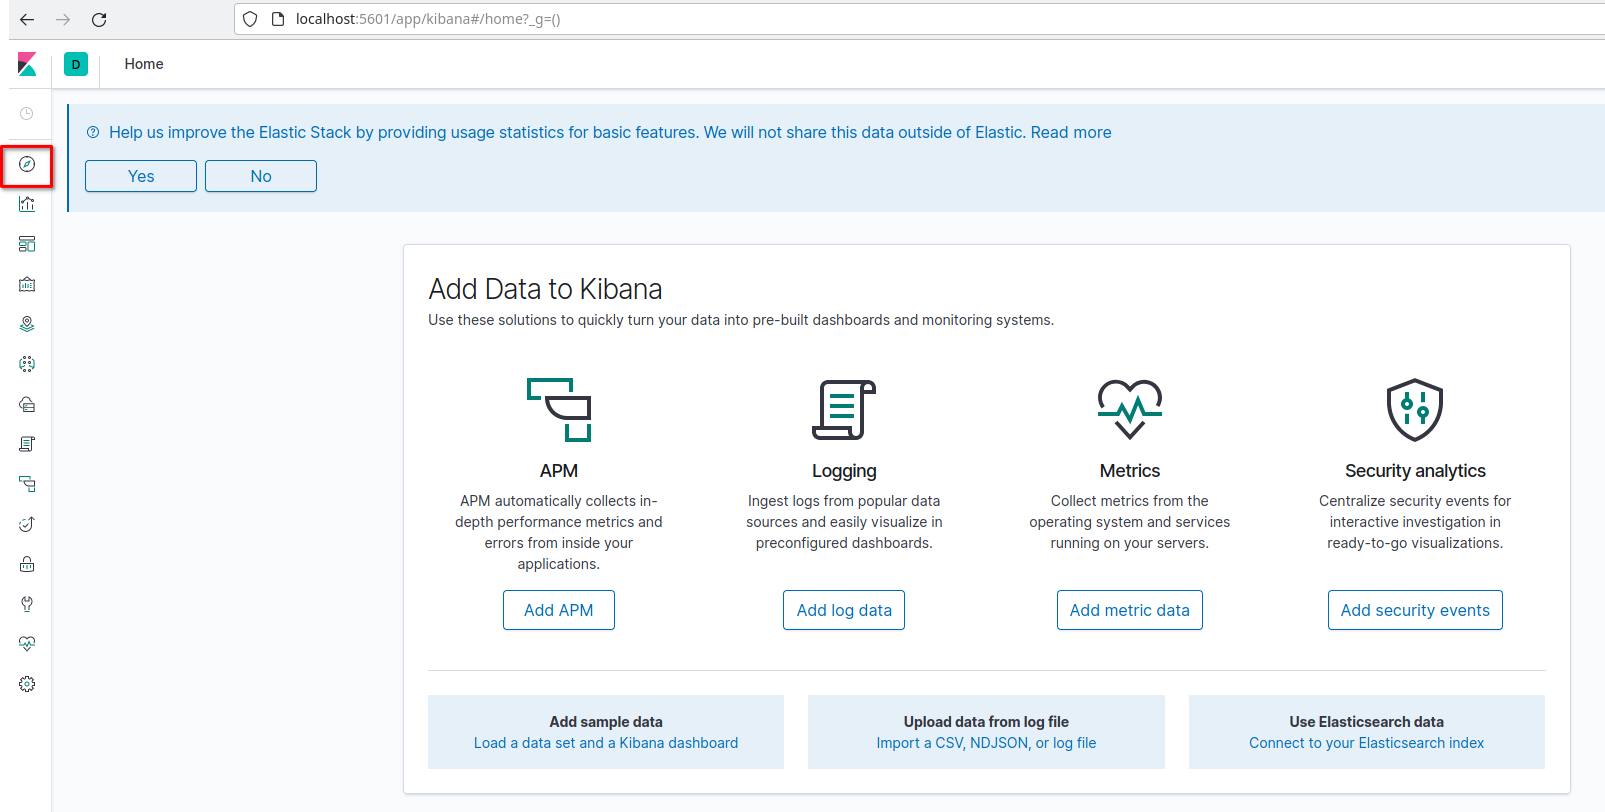 localhost:5601/app/kibana#/home?_g=()
D
Home
Help us improve the Elastic Stack by providing usage statistics for basic features. We will not share this data outside of Elastic. Read more
Yes
No
Add Data to Kibana
Use these solutions to quickly turn your data into pre-built dashboards and monitoring systems.
APM
APM automatically collects in-
depth performance metrics and
errors from inside your
applications.
Add APM
Logging
Ingest logs from popular data
sources and easily visualize in
preconfigured dashboards.
Add log data
Metrics
Collect metrics from the
operating system and services
running on your servers.
Add metric data
Security analytics
Centralize security events for
interactive investigation in
ready-to-go visualizations.
Add security events
Add sample data
Load a data set and a Kibana dashboard
Upload data from log file
Import a CSV, NDJSON, or log file
Use Elasticsearch data
Connect to your Elasticsearch index